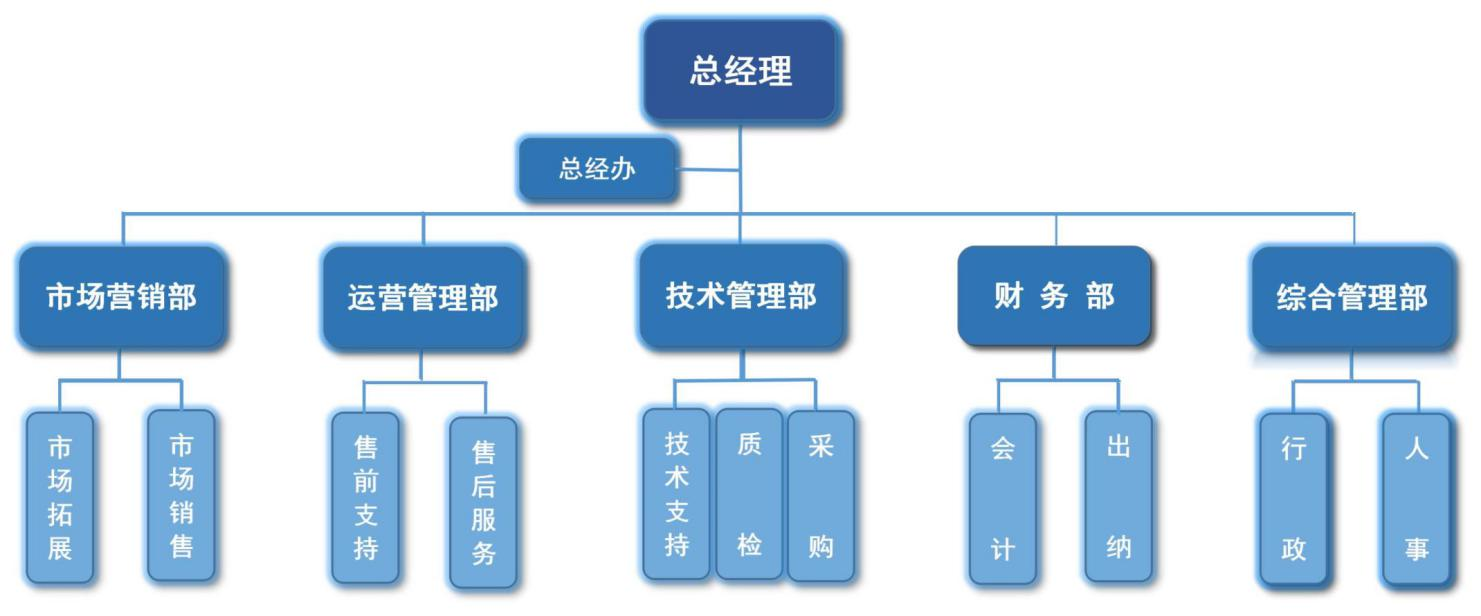 总经理
总经办
市场营销部
运营管理部
技术管理部
财务部
综合管理部
市场拓展
市场销售
售前支持
售后服务
技术支持
质检
采购
会计
出纳
行政
人事